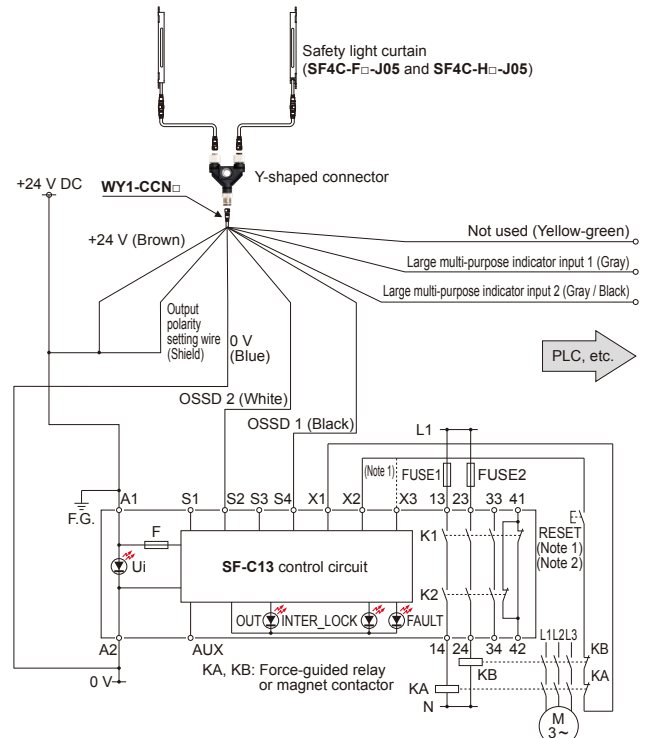 Safety light curtain
(SF4C-F□-J05 and SF4C-H□-J05)
Y-shaped connector
+24 V DC
WY1-CCN□
+24 V (Brown)
Not used (Yellow-green)
Large multi-purpose indicator input 1 (Gray)
Large multi-purpose indicator input 2 (Gray / Black)
Output
polarity
setting wire
(Shield)
0 V
(Blue)
PLC, etc.
OSSD 2 (White)
OSSD 1 (Black)
L1
(Note 1)
FUSE1
FUSE2
F.G.
A1
S1
S2
S3
S4
X1
X2
X3
13
23
33
41
RESET
(Note 1)
(Note 2)
F
K1
Ui
SF-C13 control circuit
K2
OUT
INTER_LOCK
FAULT
A2
AUX
14
24
34
42
L1L2L3
KB
KA
KA, KB: Force-guided relay
or magnet contactor
KB
KA
0 V
N
M
3~